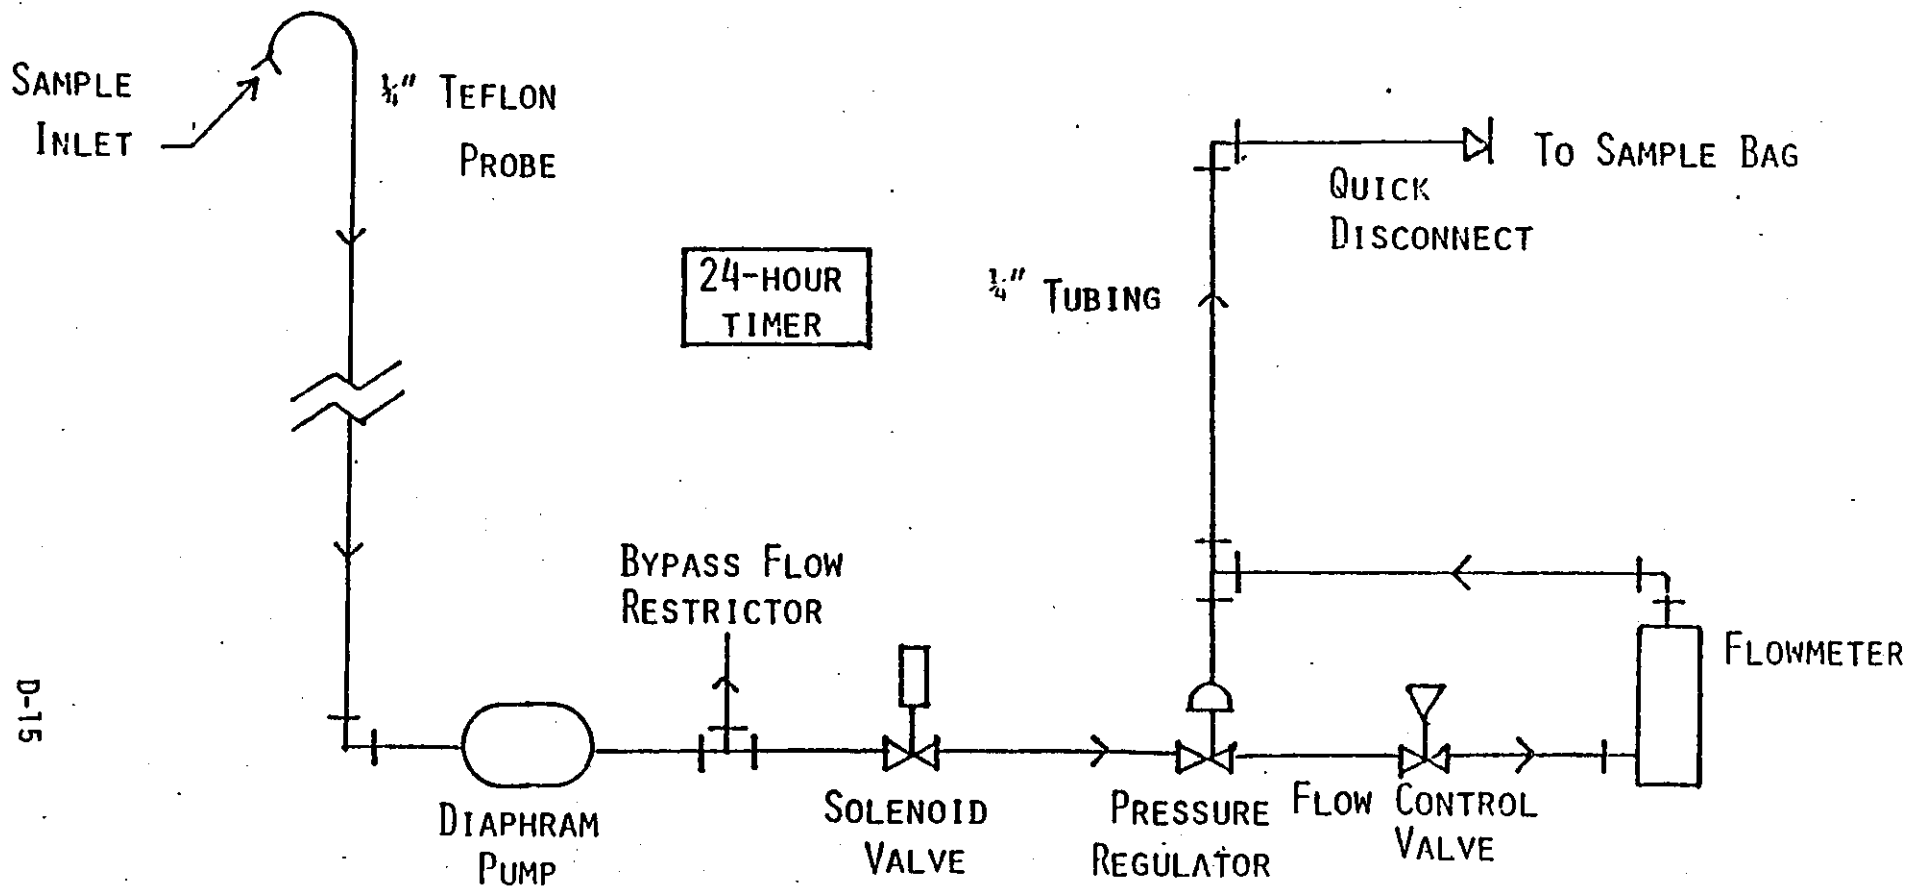 SAMPLE
INLET
¼" TEFLON
PROBE
24-HOUR
TIMER
¼" TUBING
TO SAMPLE BAG
QUICK
DISCONNECT
BYPASS FLOW
RESTRICTOR
FLOWMETER
DIAPHRAM
PUMP
SOLENOID
VALVE
PRESSURE
REGULATOR
FLOW CONTROL
VALVE
D-15